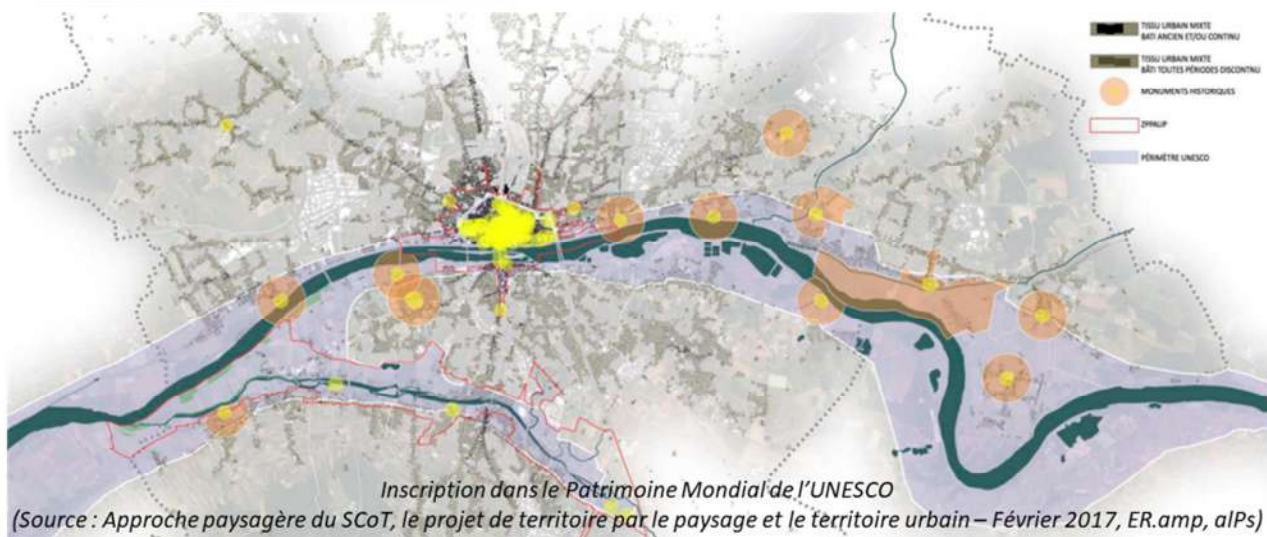 TISSU URBAIN MIXTE
BATI ANCIEN ET/OU CONTINU
TISSU URBAIN MIXTE
BÂTI TOUTES PÉRIODES DISCONTNU
MONUMENTS HISTORIQUES
ZPPAUP
PÉRIMÈTRE UNESCO
Inscription dans le Patrimoine Mondial de l'UNESCO
(Source : Approche paysagère du SCoT, le projet de territoire par le paysage et le territoire urbain – Février 2017, ER.amp, alPs)